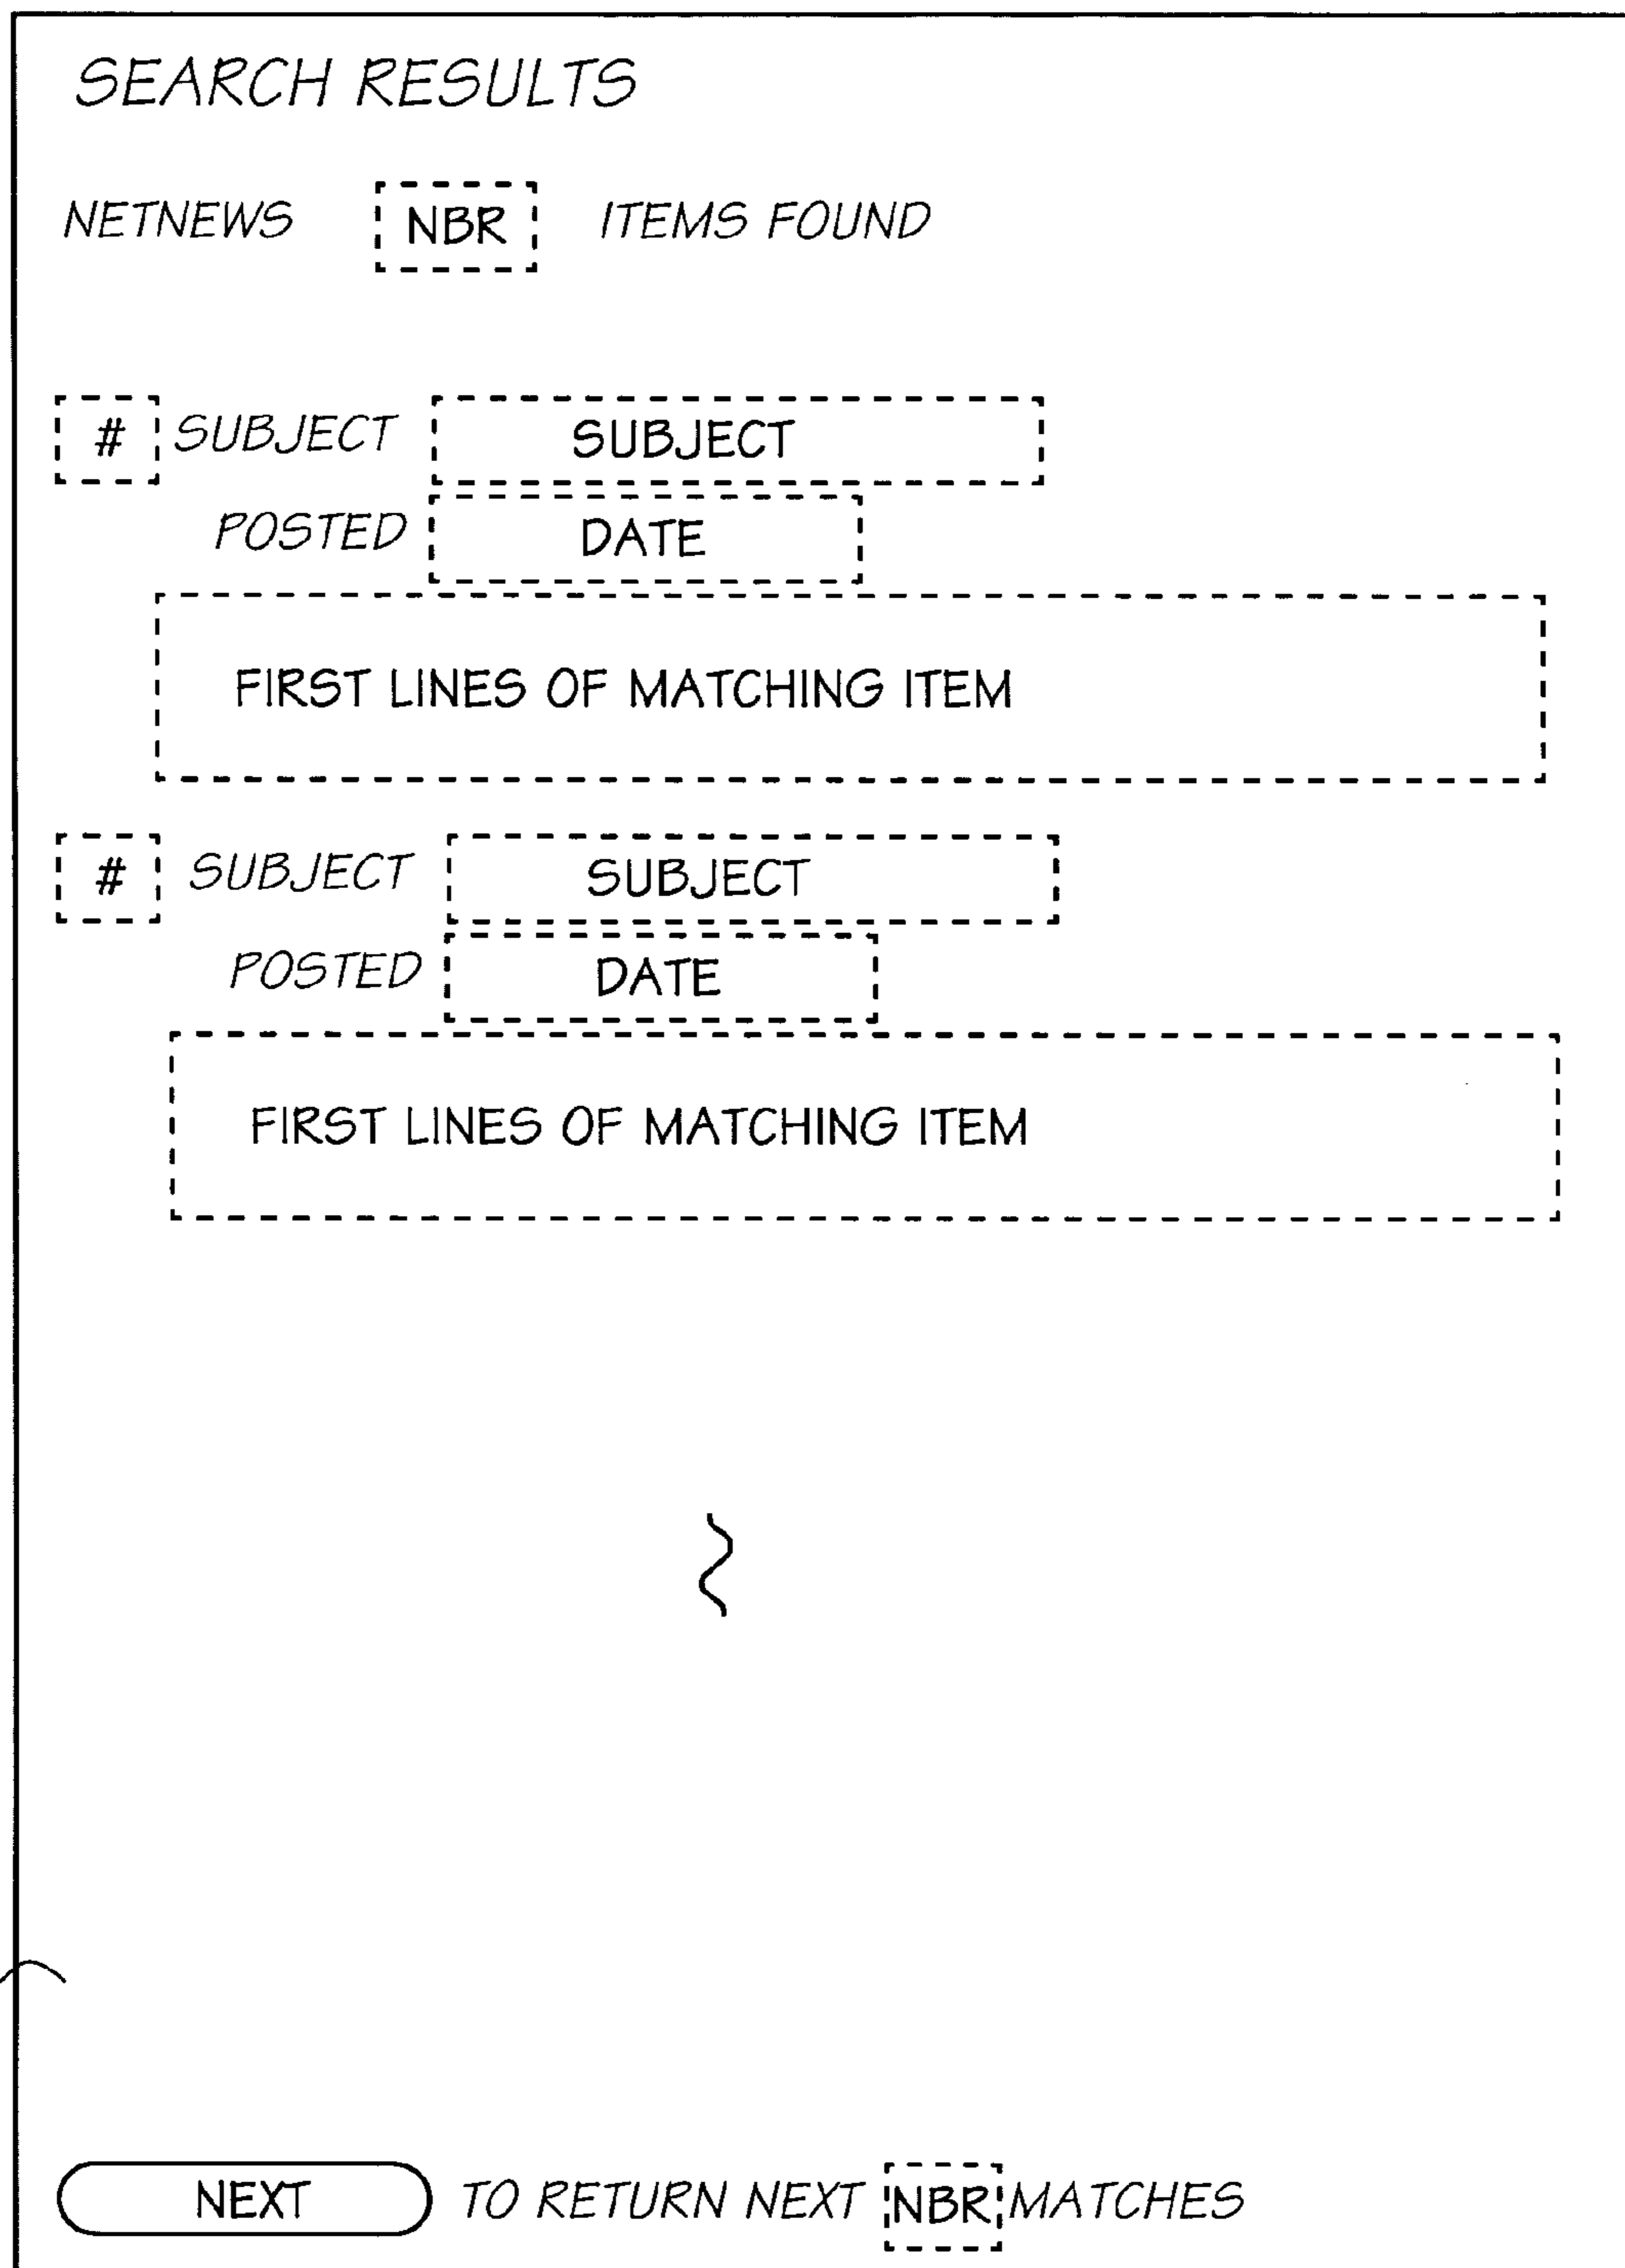 SEARCH RESULTS
NETNEWS NBR ITEMS FOUND
# SUBJECT SUBJECT
POSTED DATE
FIRST LINES OF MATCHING ITEM
# SUBJECT SUBJECT
POSTED DATE
FIRST LINES OF MATCHING ITEM
NEXT TO RETURN NEXT NBR MATCHES